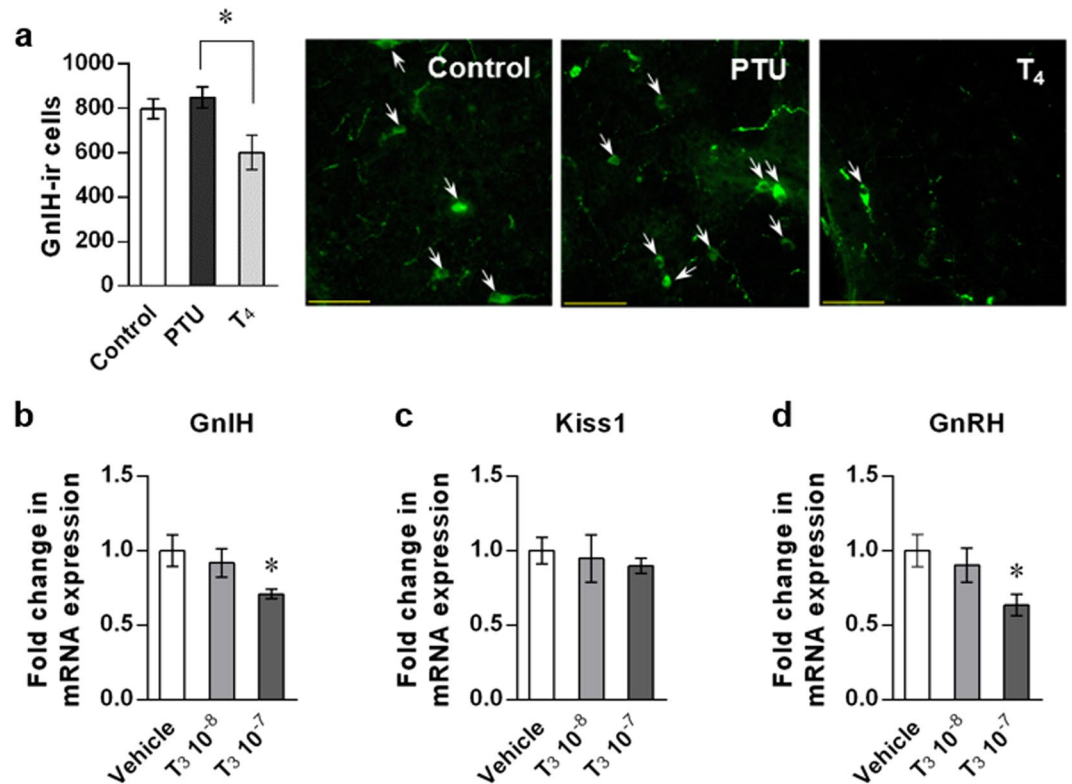 a
*
GnIH-ir cells
1000
800
600
400
200
0
Control
PTU
T4
Control
PTU
T4
b
GnIH
Fold change in
mRNA expression
1.5
1.0
0.5
0.0
*
Vehicle
T3 10-8
T3 10-7
c
Kiss1
Fold change in
mRNA expression
1.5
1.0
0.5
0.0
Vehicle
T3 10-8
T3 10-7
d
GnRH
Fold change in
mRNA expression
1.5
1.0
0.5
0.0
*
Vehicle
T3 10-8
T3 10-7